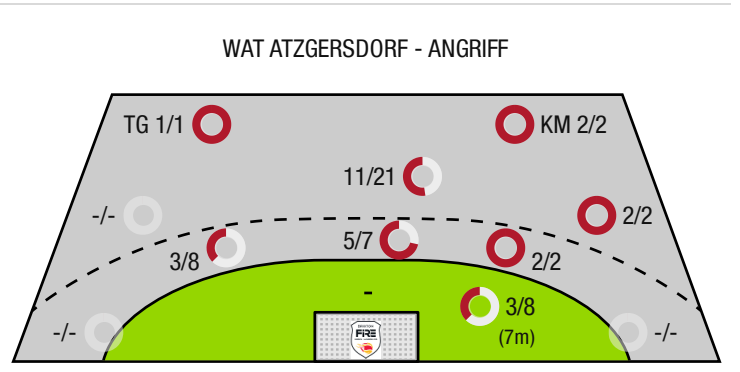 WAT ATZGERSDORF - ANGRIFF
TG 1/1
KM 2/2
11/21
-/-
2/2
5/7
3/8
2/2
-
3/8
(7m)
-/-
-/-
FIRE